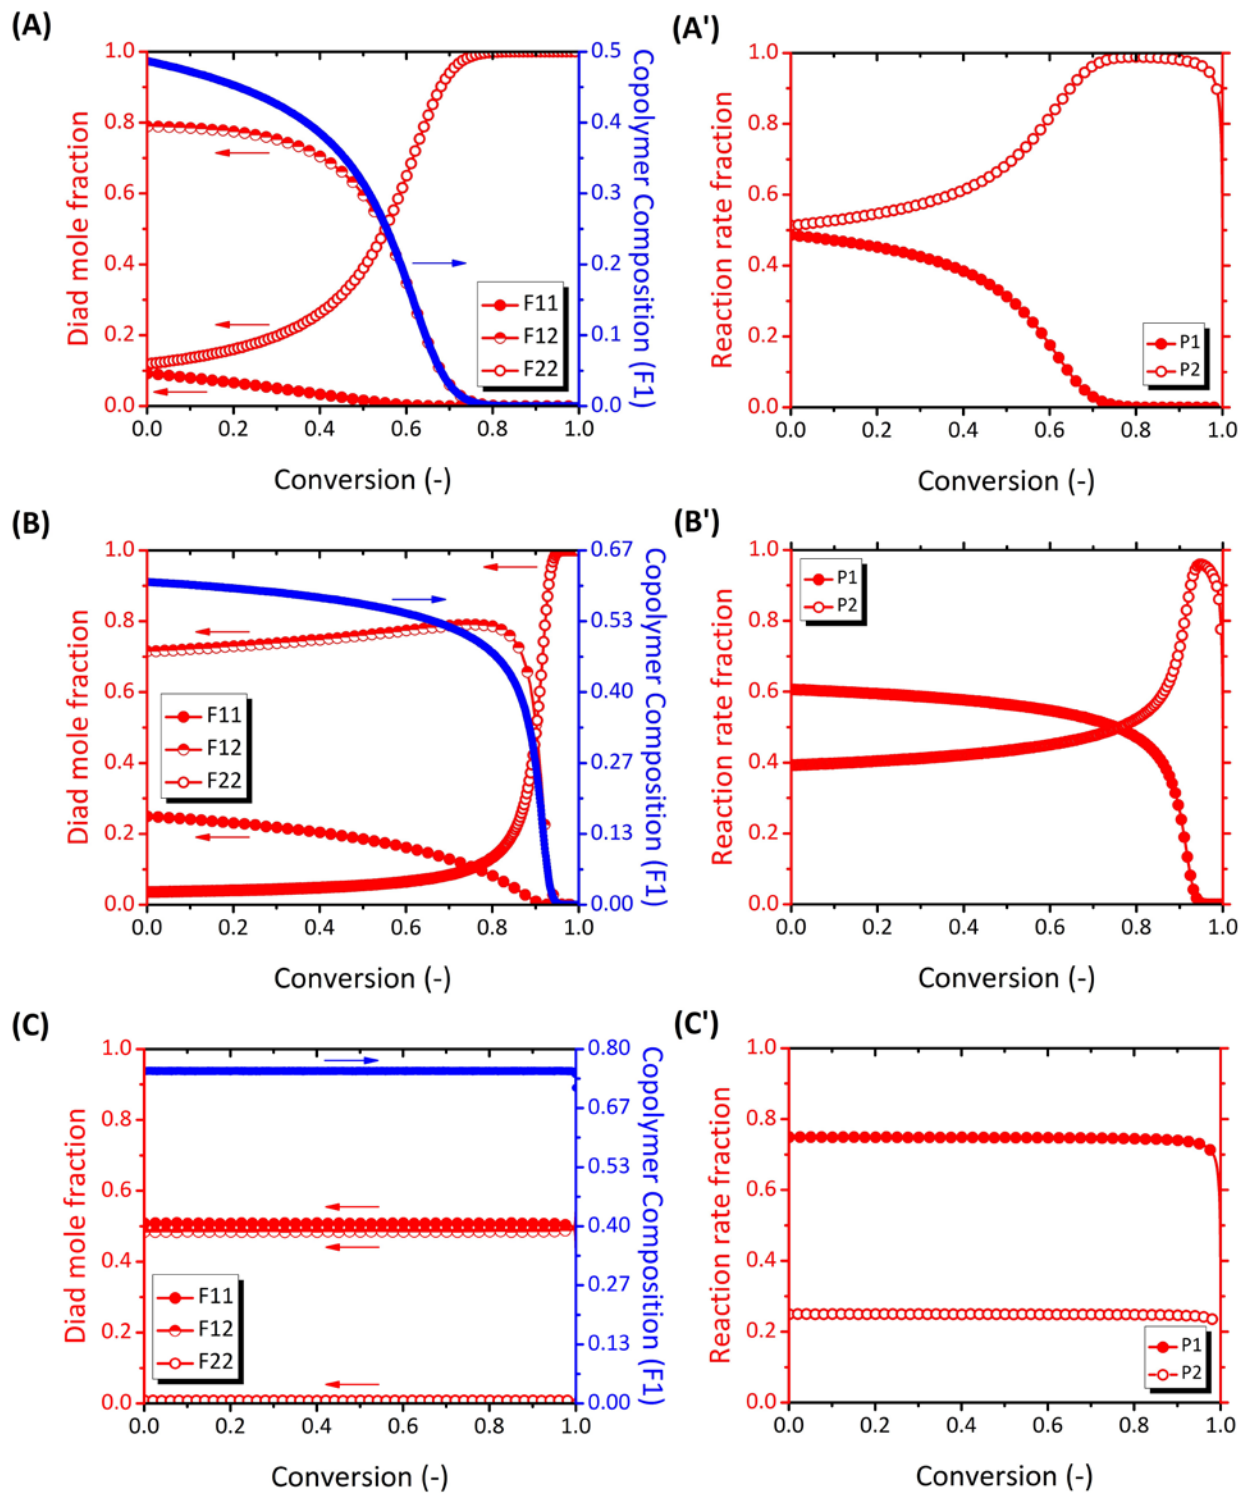 (A)
1.0
0.8
0.6
0.4
0.2
0.0
Diad mole fraction
0.5
0.4
0.3
0.2
0.1
0.0
Copolymer Composition (F1)
F11
F12
F22
0.0 0.2 0.4 0.6 0.8 1.0
Conversion (-)
(A')
1.0
0.8
0.6
0.4
0.2
0.0
Reaction rate fraction
P1
P2
0.0 0.2 0.4 0.6 0.8 1.0
Conversion (-)
(B)
1.0
0.8
0.6
0.4
0.2
0.0
Diad mole fraction
0.67
0.53
0.40
0.27
0.13
0.00
Copolymer Composition (F1)
F11
F12
F22
0.0 0.2 0.4 0.6 0.8 1.0
Conversion (-)
(B')
1.0
0.8
0.6
0.4
0.2
0.0
Reaction rate fraction
P1
P2
0.0 0.2 0.4 0.6 0.8 1.0
Conversion (-)
(C)
1.0
0.8
0.6
0.4
0.2
0.0
Diad mole fraction
0.80
0.67
0.53
0.40
0.27
0.13
0.00
Copolymer Composition (F1)
F11
F12
F22
0.0 0.2 0.4 0.6 0.8 1.0
Conversion (-)
(C')
1.0
0.8
0.6
0.4
0.2
0.0
Reaction rate fraction
P1
P2
0.0 0.2 0.4 0.6 0.8 1.0
Conversion (-)